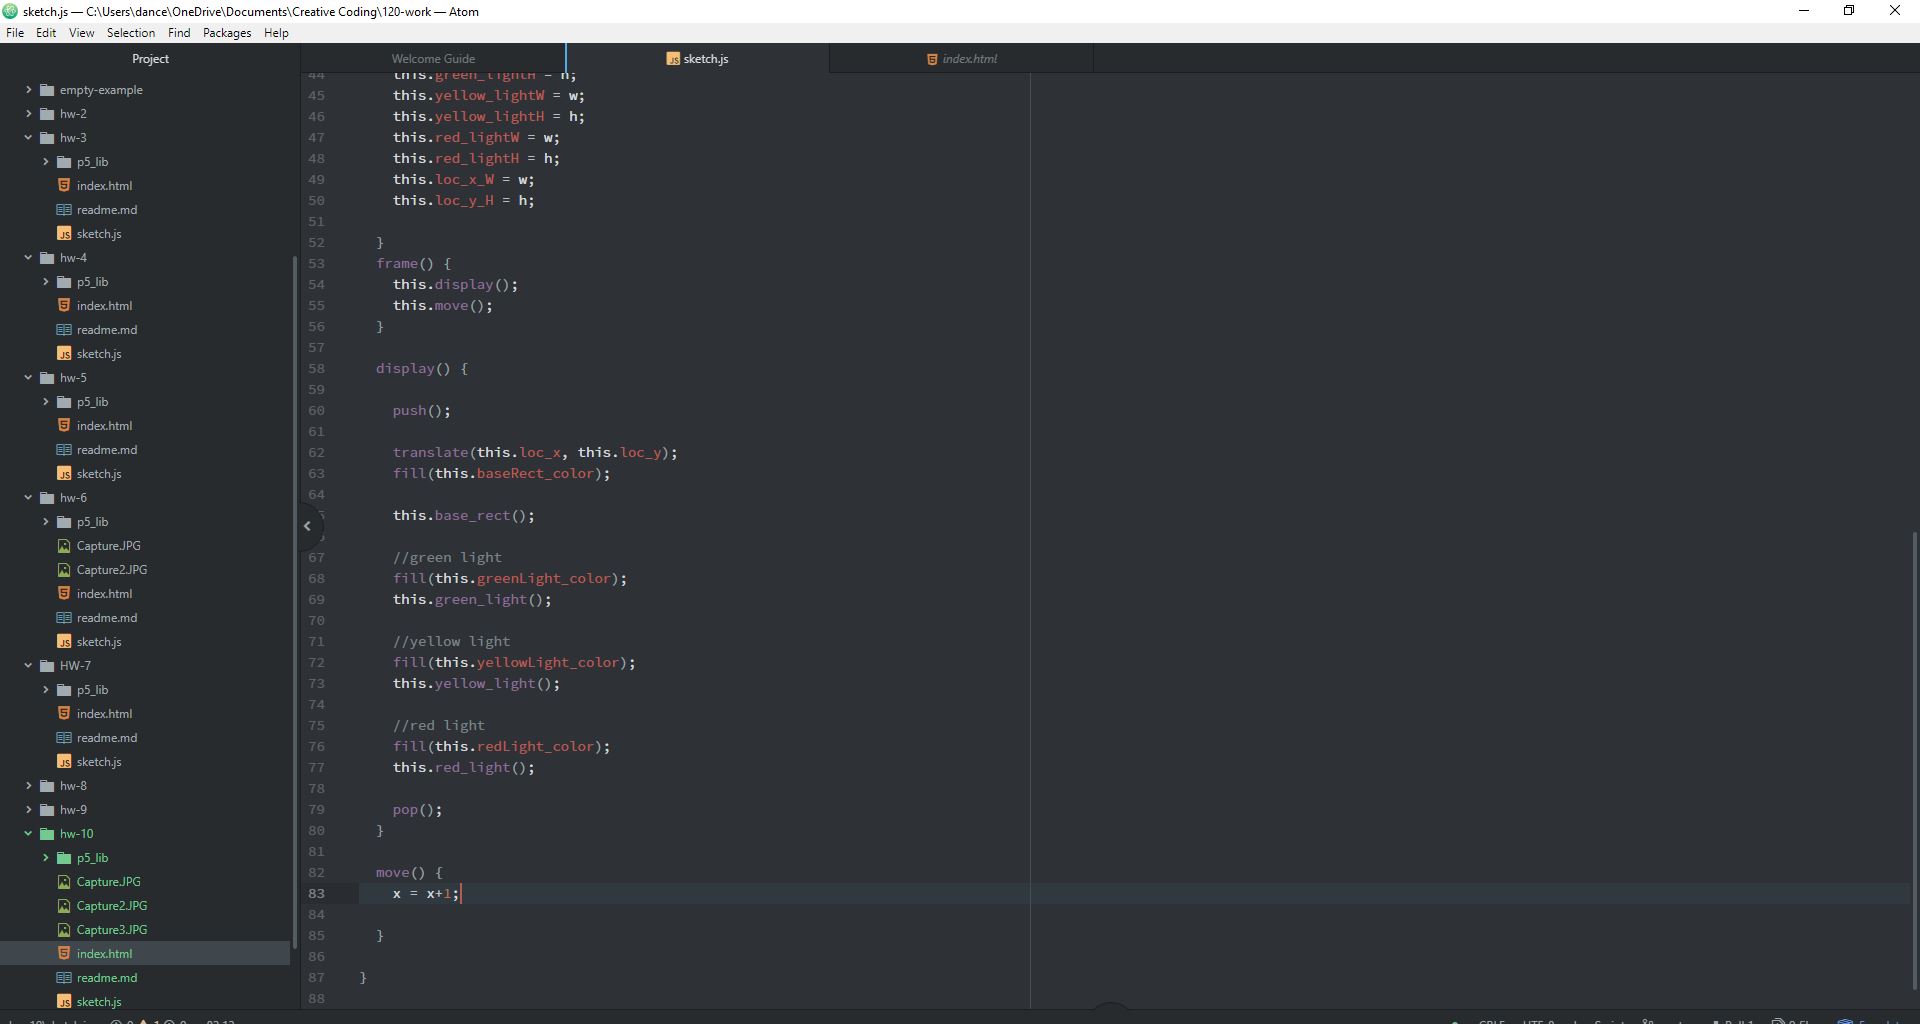 sketch.js — C:\Users\dance\OneDrive\Documents\Creative Coding\120-work — Atom
File Edit View Selection Find Packages Help
Project
Welcome Guide
sketch.js
index.html
empty-example
hw-2
hw-3
p5_lib
index.html
readme.md
sketch.js
hw-4
p5_lib
index.html
readme.md
sketch.js
hw-5
p5_lib
index.html
readme.md
sketch.js
hw-6
p5_lib
Capture.JPG
Capture2.JPG
index.html
readme.md
sketch.js
HW-7
p5_lib
index.html
readme.md
sketch.js
hw-8
hw-9
hw-10
p5_lib
Capture.JPG
Capture2.JPG
Capture3.JPG
index.html
readme.md
sketch.js
44 this.green_lightH = h;
45 this.yellow_lightW = w;
46 this.yellow_lightH = h;
47 this.red_lightW = w;
48 this.red_lightH = h;
49 this.loc_x_W = w;
50 this.loc_y_H = h;
51
52 }
53 frame() {
54 this.display();
55 this.move();
56 }
57
58 display() {
59
60 push();
61
62 translate(this.loc_x, this.loc_y);
63 fill(this.baseRect_color);
64
this.base_rect();
67 //green light
68 fill(this.greenLight_color);
69 this.green_light();
70
71 //yellow light
72 fill(this.yellowLight_color);
73 this.yellow_light();
74
75 //red light
76 fill(this.redLight_color);
77 this.red_light();
78
79 pop();
80 }
81
82 move() {
83 x = x+1;
84
85 }
86
87 }
88